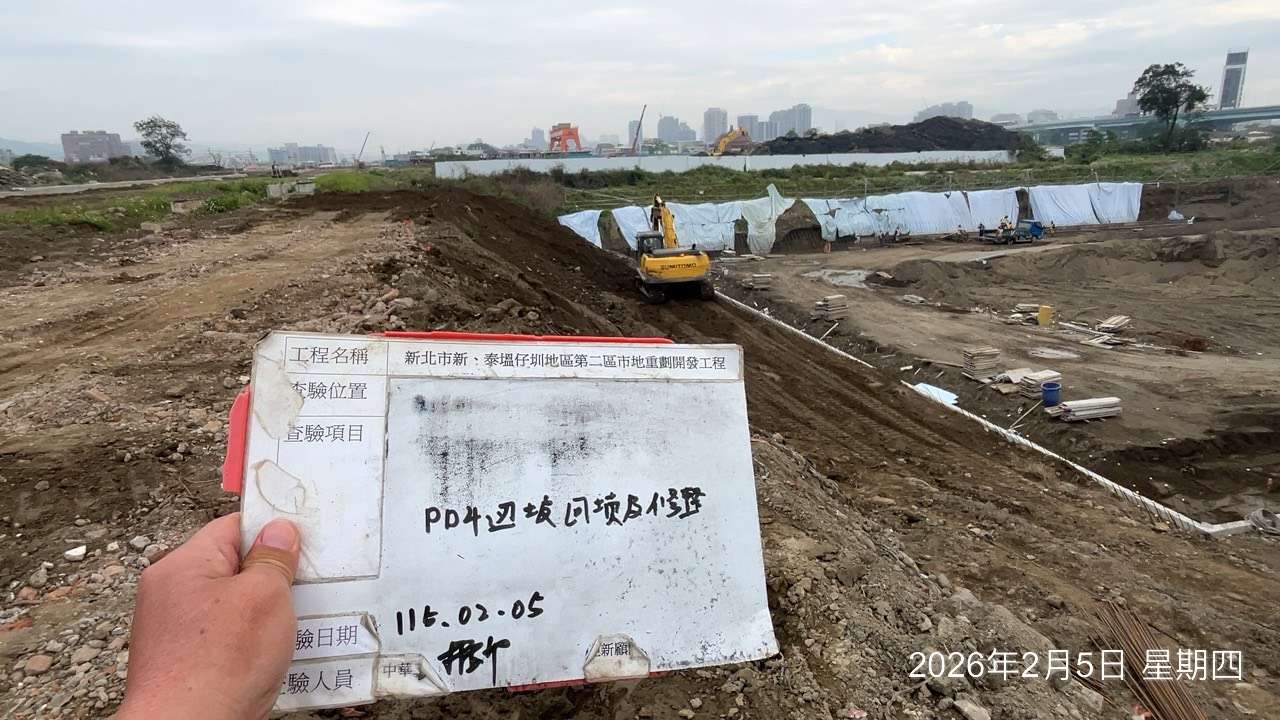 SUMITOMO
工程名稱 新北市新、泰塭仔圳地區第二區市地重劃開發工程
查驗位置
查驗項目
PD4边坡回填及修整
驗日期 115.02.05
查驗人員 中華 新顧
2026年2月5日 星期四